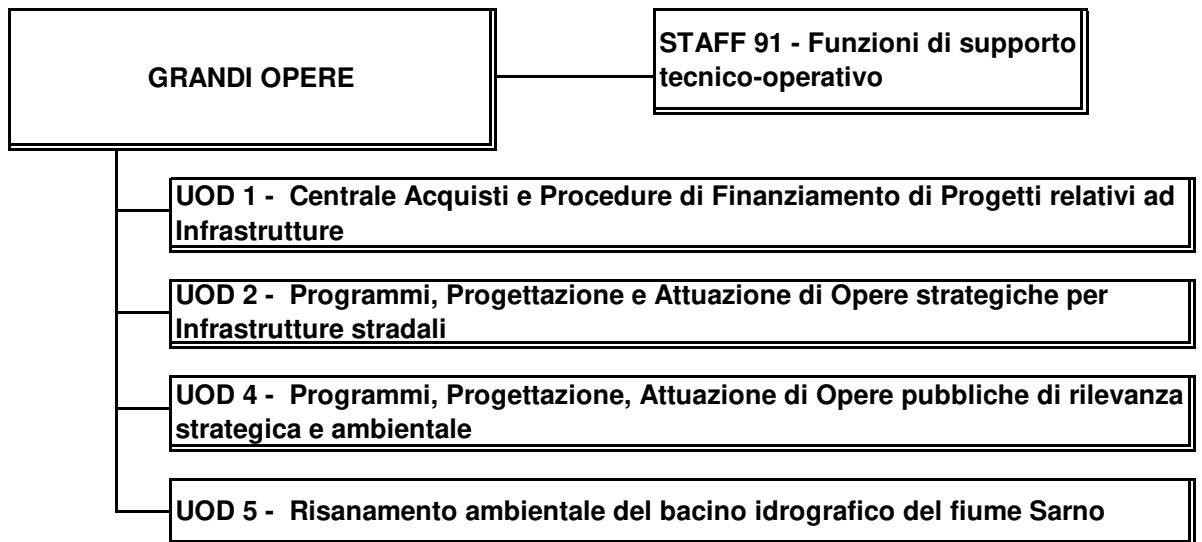 GRANDI OPERE
STAFF 91 - Funzioni di supporto
tecnico-operativo
UOD 1 - Centrale Acquisti e Procedure di Finanziamento di Progetti relativi ad
Infrastrutture
UOD 2 - Programmi, Progettazione e Attuazione di Opere strategiche per
Infrastrutture stradali
UOD 4 - Programmi, Progettazione, Attuazione di Opere pubbliche di rilevanza
strategica e ambientale
UOD 5 - Risanamento ambientale del bacino idrografico del fiume Sarno